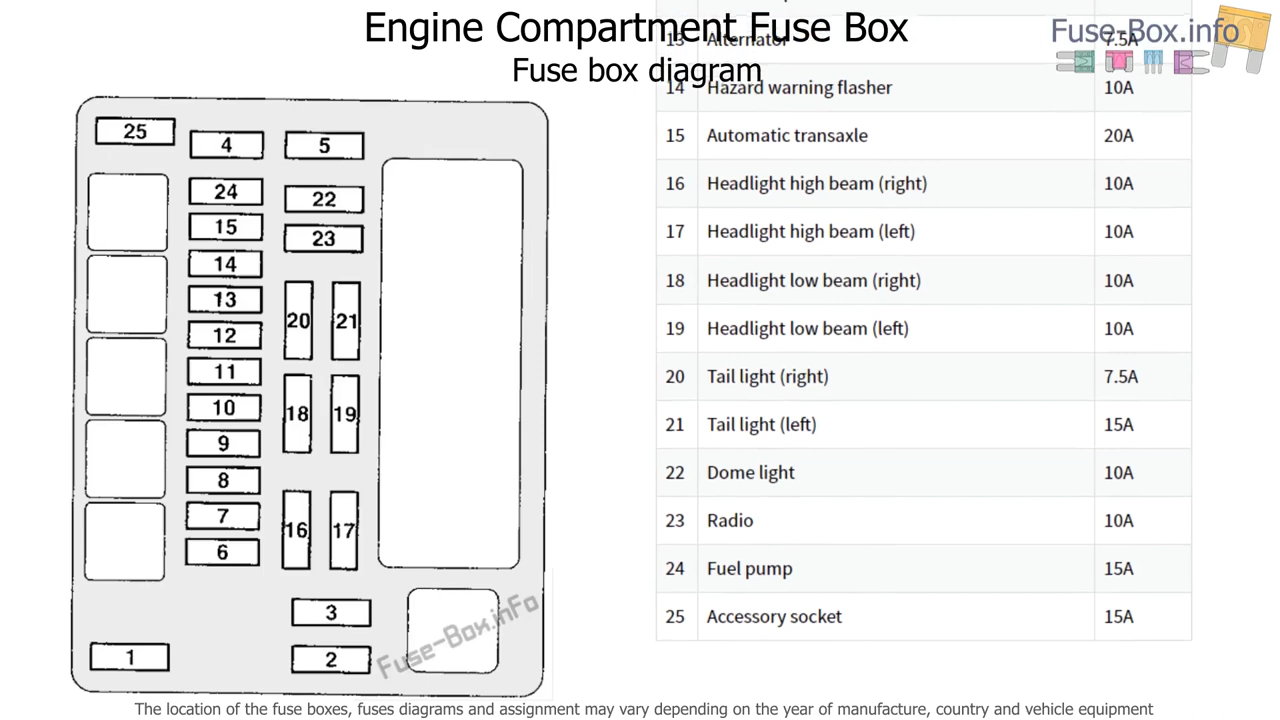 Engine Compartment Fuse Box
Fuse box diagram
Fuse-Box.info
25 4 5
24 22
15 23
14
13
12 20 21
11
10 18 19
9
8
7 16 17
6
3
1 2
Fuse-Box.info
13 Alternator 7.5A
14 Hazard warning flasher 10A
15 Automatic transaxle 20A
16 Headlight high beam (right) 10A
17 Headlight high beam (left) 10A
18 Headlight low beam (right) 10A
19 Headlight low beam (left) 10A
20 Tail light (right) 7.5A
21 Tail light (left) 15A
22 Dome light 10A
23 Radio 10A
24 Fuel pump 15A
25 Accessory socket 15A
The location of the fuse boxes, fuses diagrams and assignment may vary depending on the year of manufacture, country and vehicle equipment